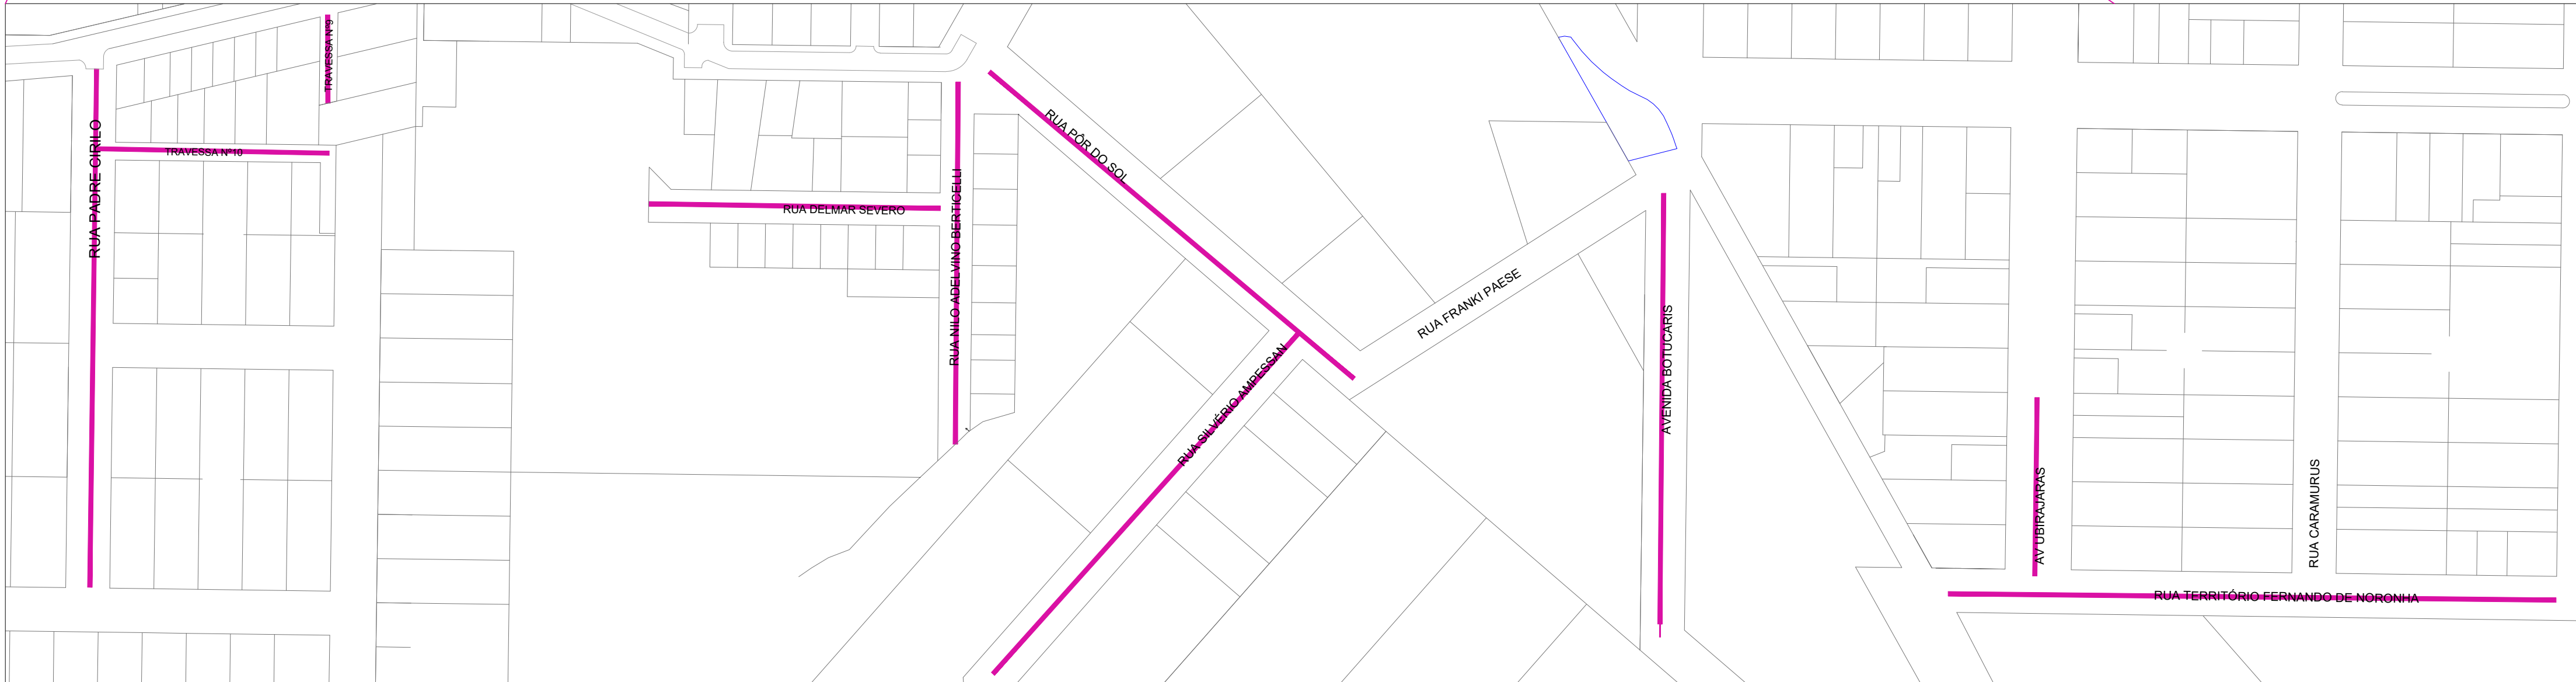 TRAVESSA Nº9
RUA PADRE CIRILO
TRAVESSA Nº10
RUA DELMAR SEVERO
RUA NILO ADELVINO BERTICELLI
RUA PÔR DO SOL
RUA SILVÉRIO AMPESSAN
RUA FRANKI PAESE
AVENIDA BOTUCARIS
AV UBIRAJARAS
RUA CARAMURUS
RUA TERRITÓRIO FERNANDO DE NORONHA